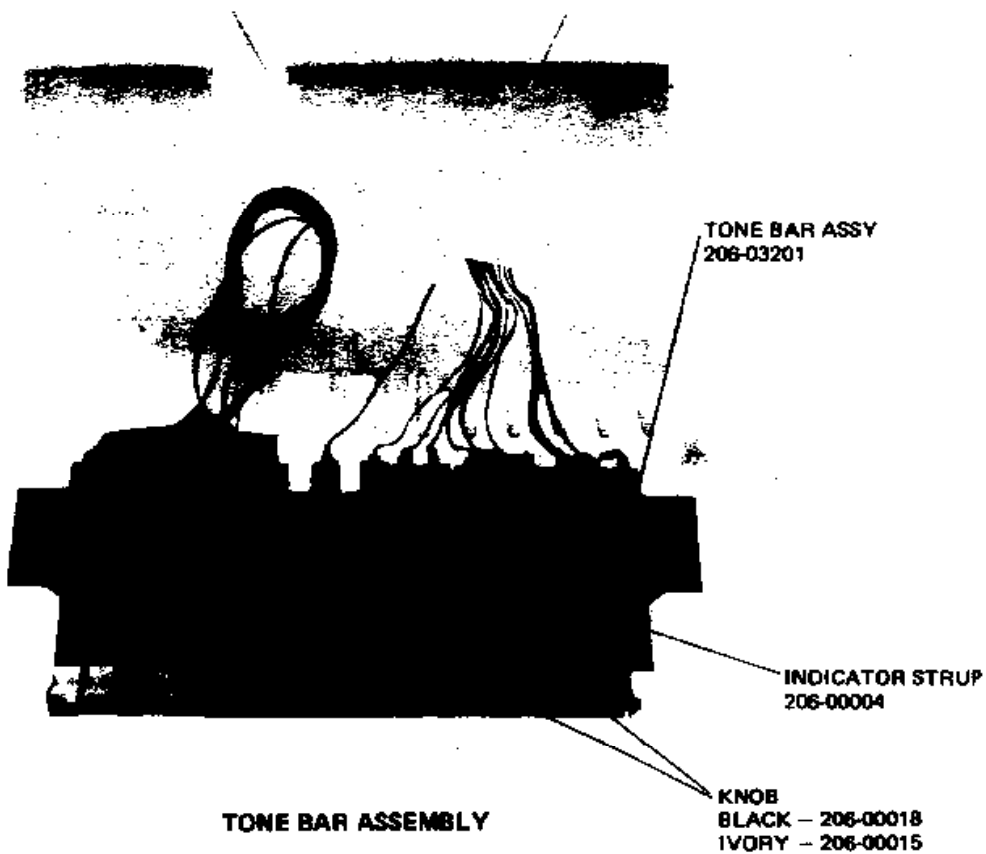 TONE BAR ASSY
206-03201
INDICATOR STRUP
206-00004
KNOB
BLACK – 206-00018
IVORY – 206-00015
TONE BAR ASSEMBLY